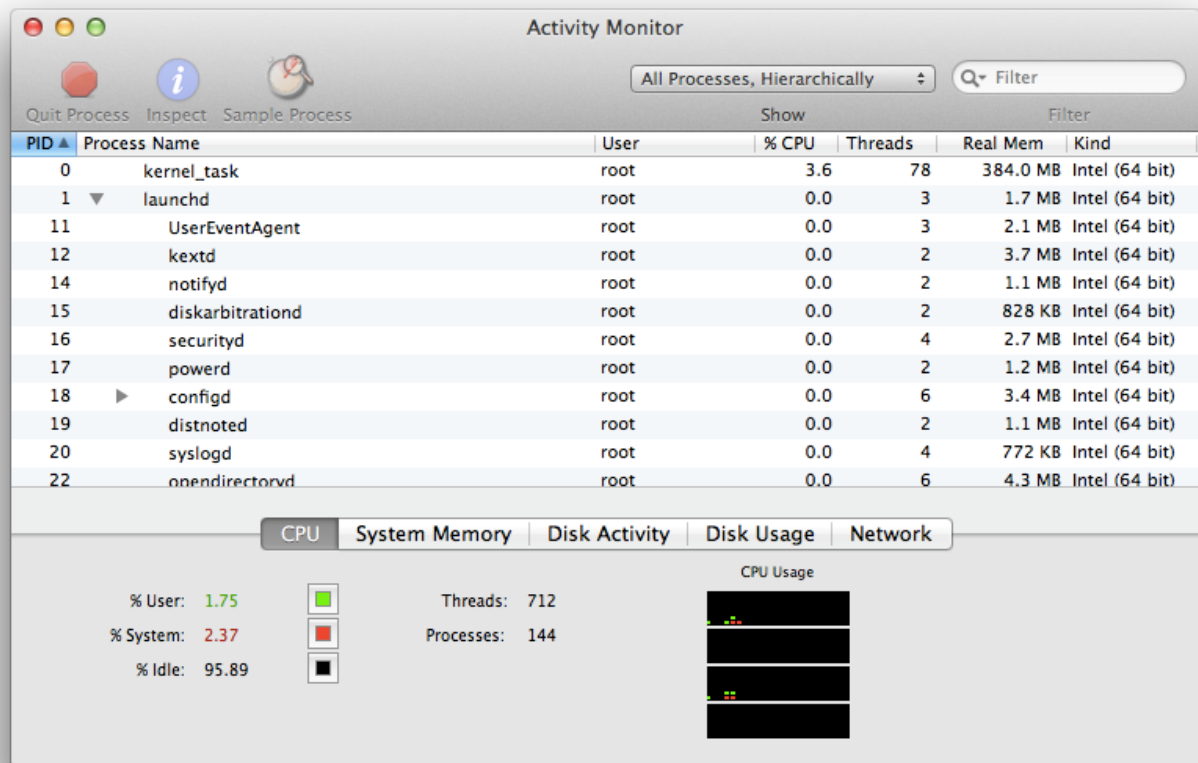 Activity Monitor
Quit Process Inspect Sample Process All Processes, Hierarchically Show Filter Filter
PID Process Name User % CPU Threads Real Mem Kind
0 kernel_task root 3.6 78 384.0 MB Intel (64 bit)
1 launchd root 0.0 3 1.7 MB Intel (64 bit)
11 UserEventAgent root 0.0 3 2.1 MB Intel (64 bit)
12 kextd root 0.0 2 3.7 MB Intel (64 bit)
14 notifyd root 0.0 2 1.1 MB Intel (64 bit)
15 diskarbitrationd root 0.0 2 828 KB Intel (64 bit)
16 securityd root 0.0 4 2.7 MB Intel (64 bit)
17 powerd root 0.0 2 1.2 MB Intel (64 bit)
18 configd root 0.0 6 3.4 MB Intel (64 bit)
19 distnoted root 0.0 2 1.1 MB Intel (64 bit)
20 syslogd root 0.0 4 772 KB Intel (64 bit)
22 opendirectoryd root 0.0 6 4.3 MB Intel (64 bit)
CPU System Memory Disk Activity Disk Usage Network
CPU Usage
% User: 1.75 Threads: 712
% System: 2.37 Processes: 144
% Idle: 95.89